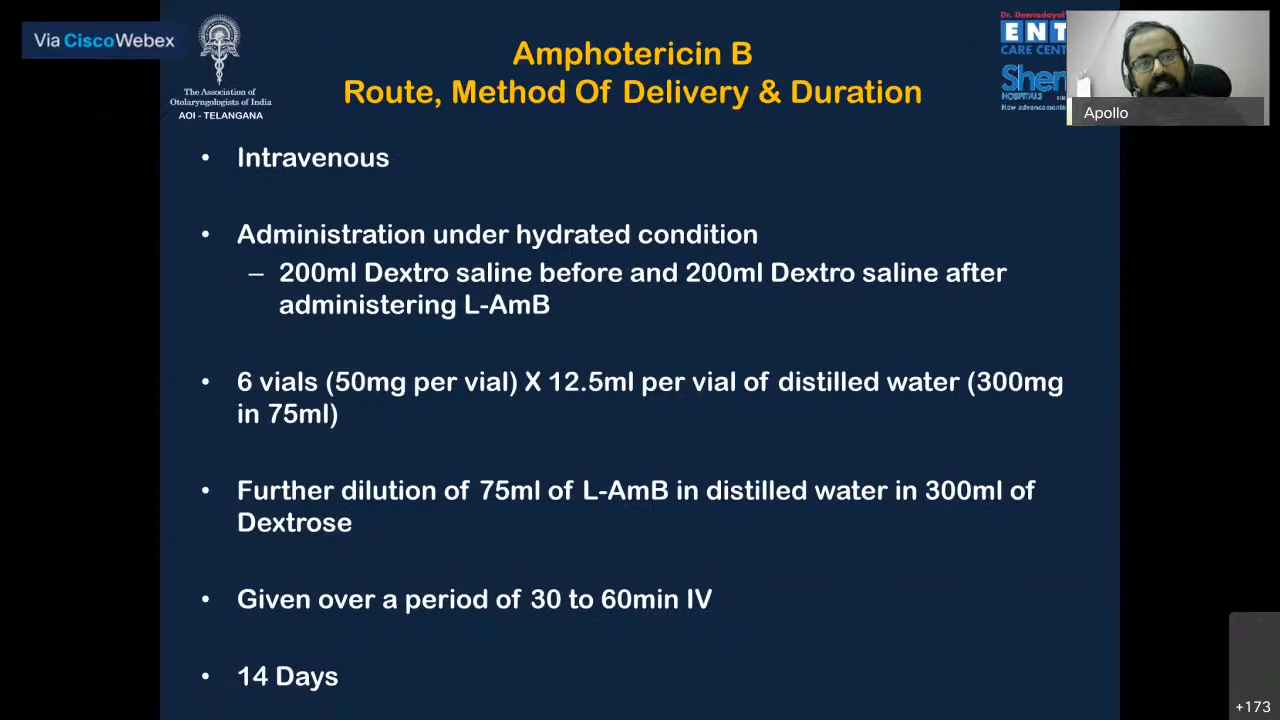 Via CiscoWebex
The Association of
Otolaryngologists of India
AOI - TELANGANA
Amphotericin B
Route, Method Of Delivery & Duration
Dr. Deenadayal's
ENT
CARE CENT
Shen
HOSPITALS
New advancements
Apollo
• Intravenous
• Administration under hydrated condition
– 200ml Dextro saline before and 200ml Dextro saline after
administering L-AmB
• 6 vials (50mg per vial) X 12.5ml per vial of distilled water (300mg
in 75ml)
• Further dilution of 75ml of L-AmB in distilled water in 300ml of
Dextrose
• Given over a period of 30 to 60min IV
• 14 Days
+173